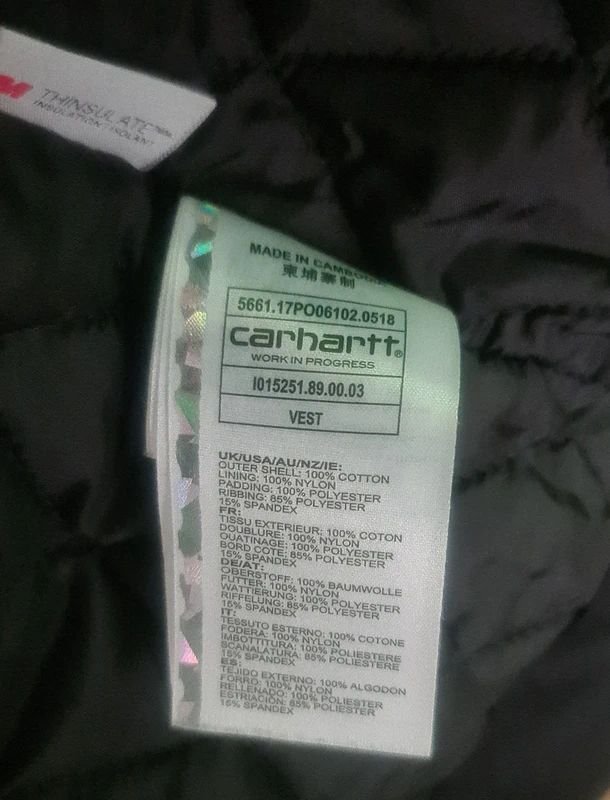 3M THINSULATE™
INSULATION ISOLANT
MADE IN CAMBODIA
柬埔寨制
5661.17PO06102.0518
carhartt®
WORK IN PROGRESS
I015251.89.00.03
VEST
UK/USA/AU/NZ/IE:
OUTER SHELL: 100% COTTON
LINING: 100% NYLON
PADDING: 100% POLYESTER
RIBBING: 85% POLYESTER
15% SPANDEX
FR:
TISSU EXTERIEUR: 100% COTON
DOUBLURE: 100% NYLON
OUATINAGE: 100% POLYESTER
BORD COTE: 85% POLYESTER
15% SPANDEX
DE/AT:
OBERSTOFF: 100% BAUMWOLLE
FUTTER: 100% NYLON
WATTIERUNG: 100% POLYESTER
RIFFELUNG: 85% POLYESTER
15% SPANDEX
IT:
TESSUTO ESTERNO: 100% COTONE
FODERA: 100% NYLON
IMBOTTITURA: 100% POLIESTERE
SCANALATURA: 85% POLIESTERE
15% SPANDEX
ES:
TEJIDO EXTERNO: 100% ALGODON
FORRO: 100% NYLON
RELLENADO: 100% POLIESTER
ESTRIACIÓN: 85% POLIESTER
15% SPANDEX